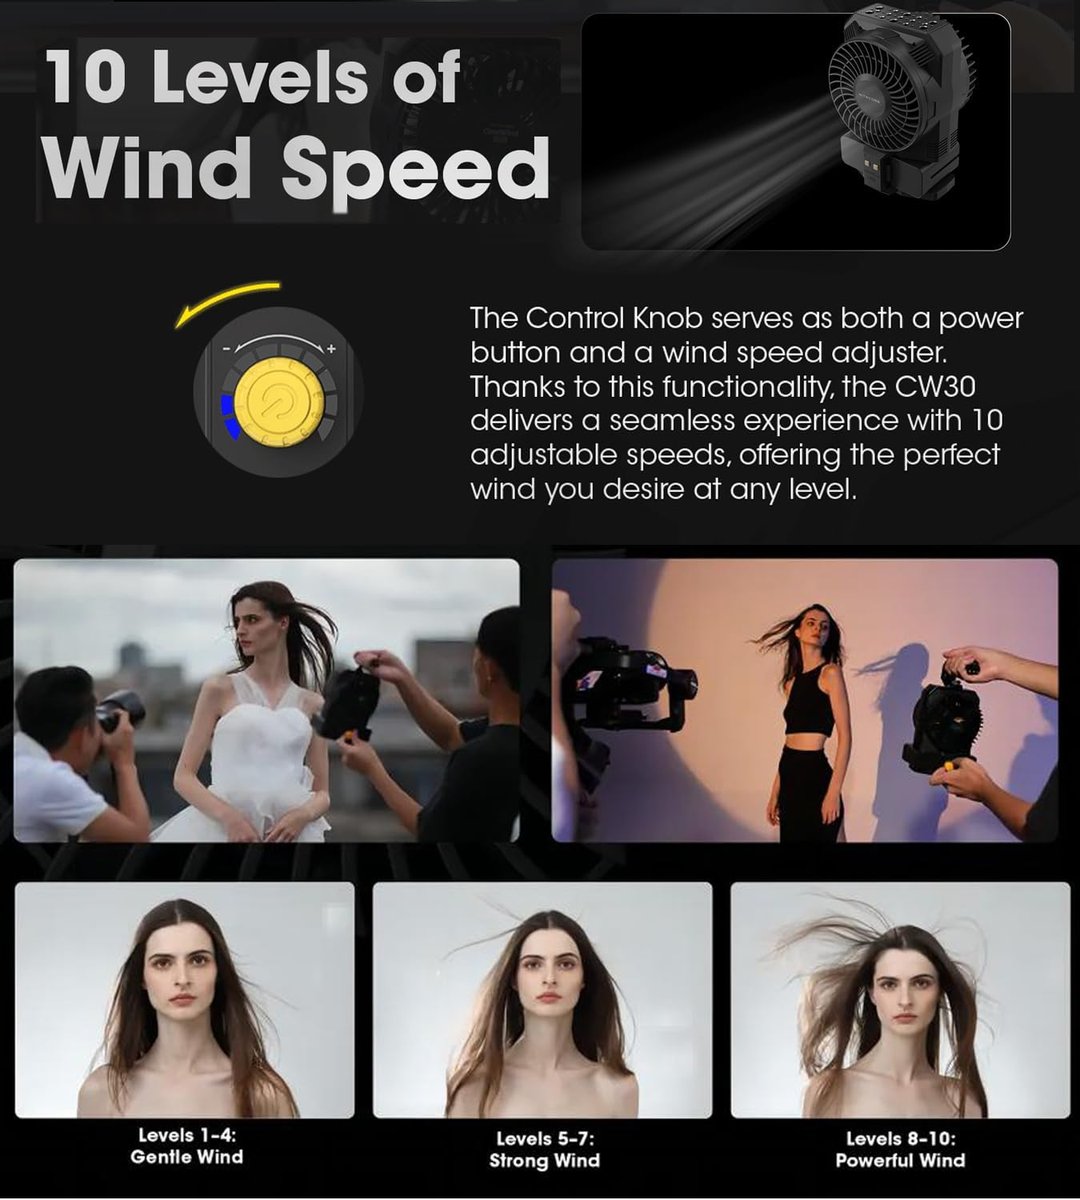 10 Levels of
Wind Speed
- +
The Control Knob serves as both a power
button and a wind speed adjuster.
Thanks to this functionality, the CW30
delivers a seamless experience with 10
adjustable speeds, offering the perfect
wind you desire at any level.
Levels 1-4:
Gentle Wind
Levels 5-7:
Strong Wind
Levels 8-10:
Powerful Wind